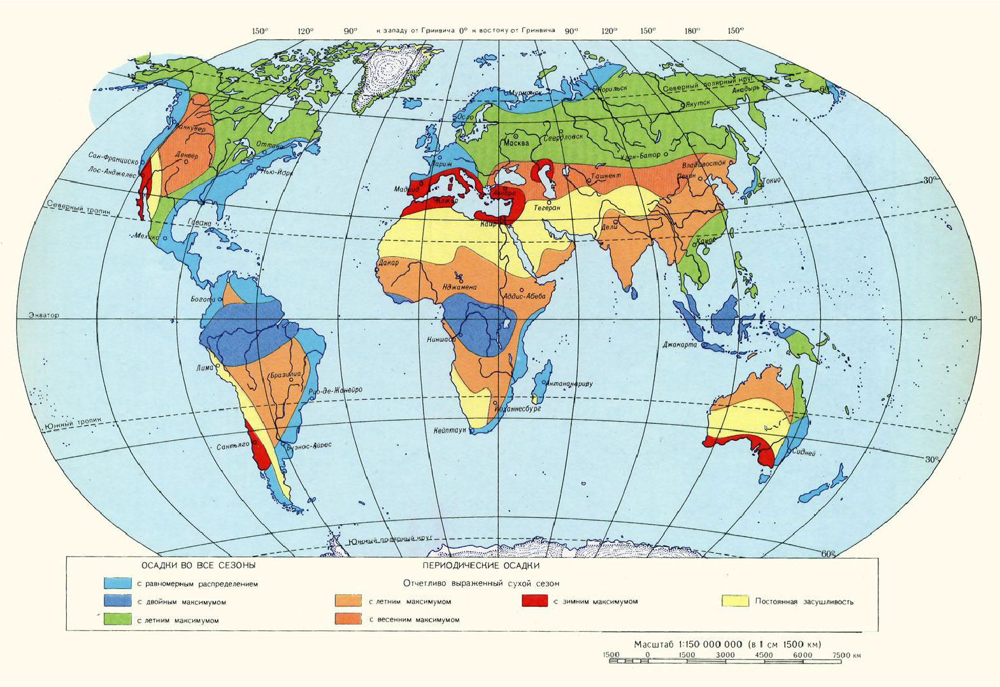 150° 120° 90° к западу от Гринвича 0° к востоку от Гринвича 90° 120° 150° 180° 150°
Северный полярный круг
60°
Мурманск
Норильск
Анадырь
Якутск
Осло
Ванкувер
Москва
Свердловск
Оттава
Улан-Батор
Сан-Франциско
Денвер
Париж
Владивосток
Лос-Анджелес
Нью-Йорк
Ташкент
Пекин
Токио
30°
Мадрид
Анкара
Алжир
Северный тропик
Тегеран
Гавана
Каир
Дели
Мехико
Ханой
Дакар
Нджамена
Богота
Аддис-Абеба
Экватор
0°
Киншаса
Джакарта
Лима
Бразилиа
Антананариву
Рио-де-Жанейро
Йоханнесбург
Южный тропик
Кейптаун
Сантьяго
Буэнос-Айрес
Сидней
30°
Южный полярный круг
60°
ОСАДКИ ВО ВСЕ СЕЗОНЫ
с равномерным распределением
с двойным максимумом
с летним максимумом
ПЕРИОДИЧЕСКИЕ ОСАДКИ
Отчетливо выраженный сухой сезон
с летним максимумом
с весенним максимумом
с зимним максимумом
Постоянная засушливость
Масштаб 1:150 000 000 (в 1 см 1500 км)
1500 0 1500 3000 4500 6000 7500 км